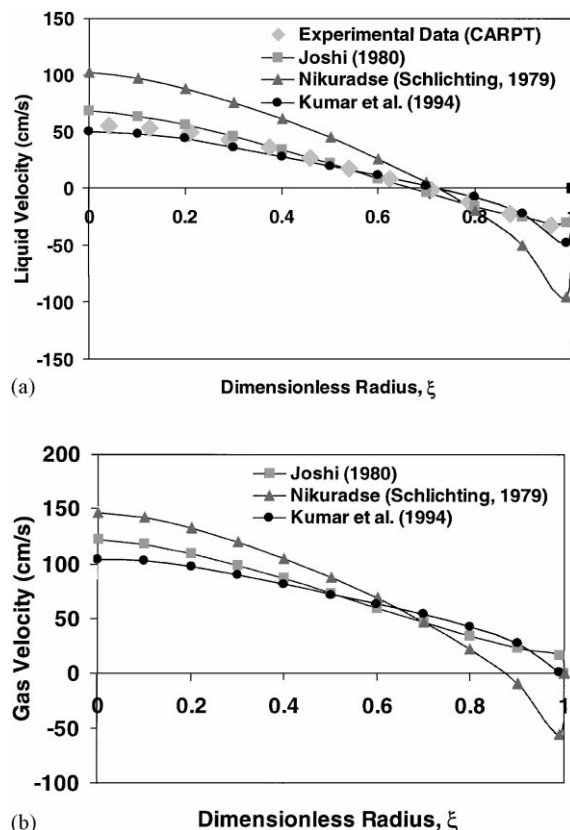 Experimental Data (CARPT)
Joshi (1980)
Nikuradse (Schlichting, 1979)
Kumar et al. (1994)
Liquid Velocity (cm/s)
150
100
50
0
-50
-100
-150
0 0.2 0.4 0.6 0.8 1
(a) Dimensionless Radius, ξ
Joshi (1980)
Nikuradse (Schlichting, 1979)
Kumar et al. (1994)
Gas Velocity (cm/s)
200
150
100
50
0
-50
-100
0 0.2 0.4 0.6 0.8 1
(b) Dimensionless Radius, ξ